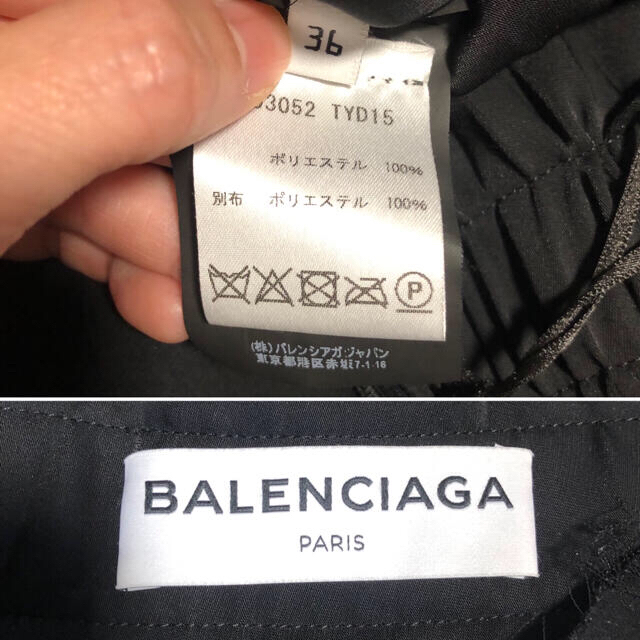 36
03052 TYD15
ポリエステル 100%
別布 ポリエステル 100%
P
(株)バレンシアガジャパン
東京都港区赤坂7-1-16
BALENCIAGA
PARIS